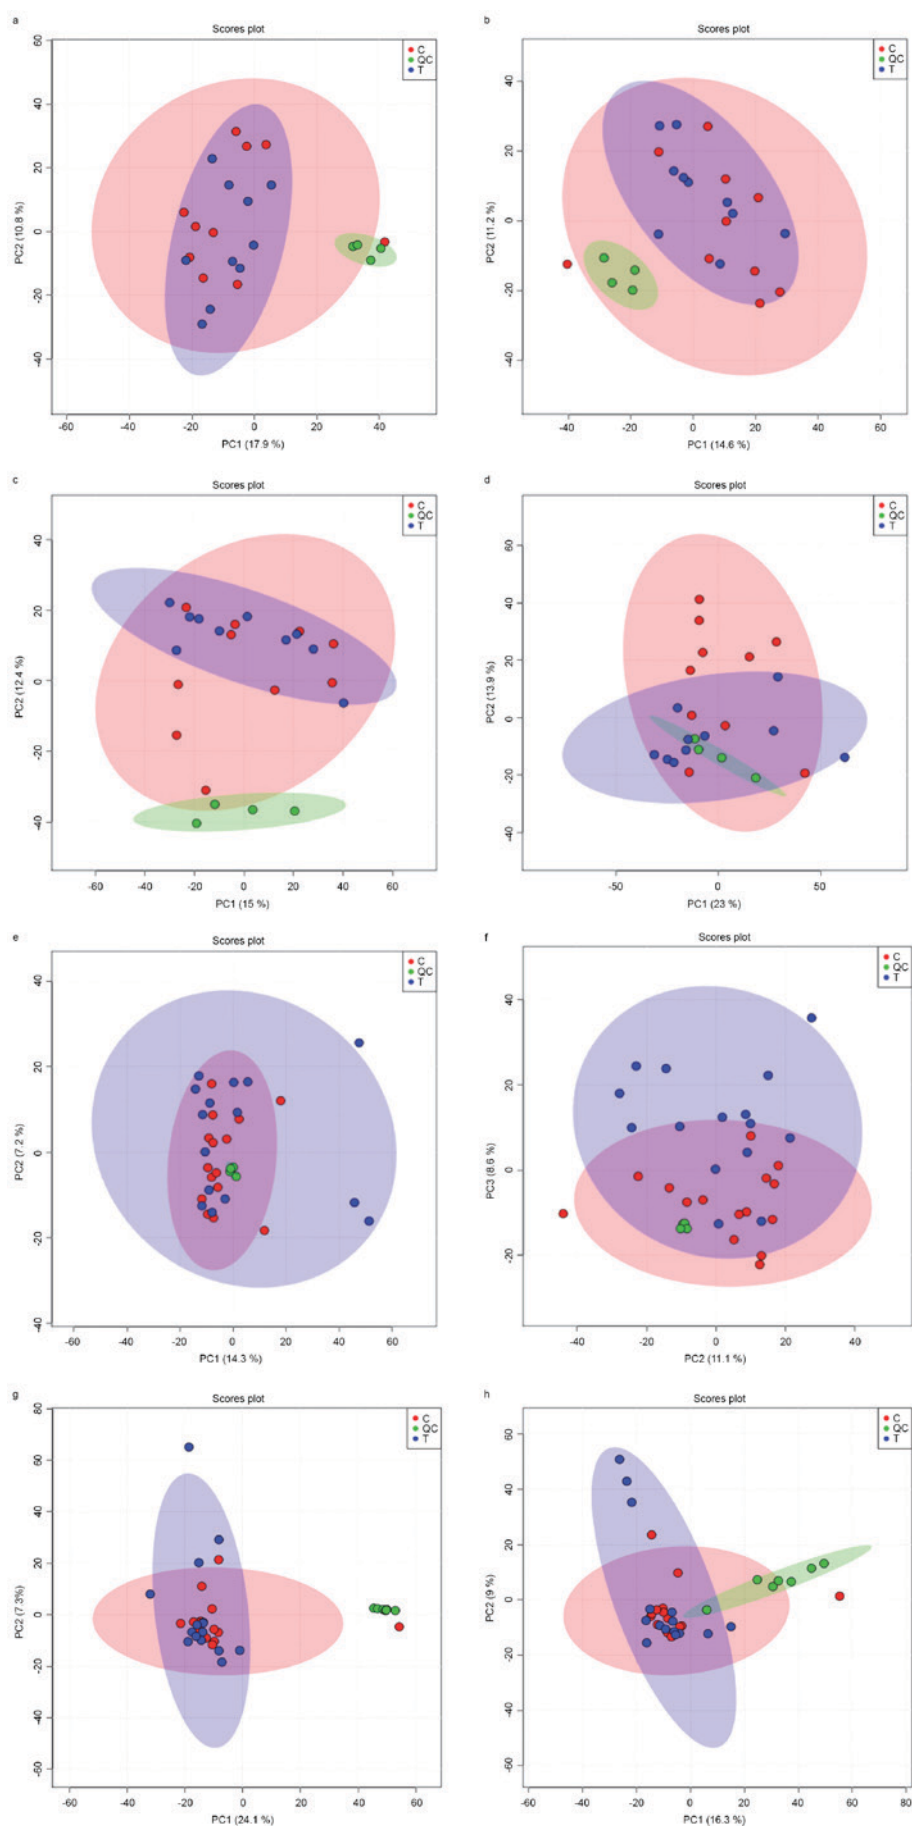 a
Scores plot
C
QC
T
60
40
20
0
-20
-40
PC2 (10.8 %)
-60 -40 -20 0 20 40
PC1 (17.9 %)
b
Scores plot
C
QC
T
40
20
0
-20
-40
PC2 (11.2 %)
-40 -20 0 20 40 60
PC1 (14.6 %)
c
Scores plot
C
QC
T
40
20
0
-20
-40
PC2 (12.4 %)
-60 -40 -20 0 20 40 60
PC1 (15 %)
d
Scores plot
C
QC
T
60
40
20
0
-20
-40
PC2 (13.9 %)
-50 0 50
PC1 (23 %)
e
Scores plot
C
QC
T
40
20
0
-20
-40
PC2 (7.2 %)
-60 -40 -20 0 20 40 60
PC1 (14.3 %)
f
Scores plot
C
QC
T
40
20
0
-20
PC3 (8.6 %)
-40 -20 0 20 40
PC2 (11.1 %)
g
Scores plot
C
QC
T
60
60
40
20
0
-20
-40
-60
PC2 (7.3%)
-60 -40 -20 0 20 40 60
PC1 (24.1 %)
h
Scores plot
C
QC
T
60
40
20
0
-20
-40
-60
PC2 (9 %)
-60 -40 -20 0 20 40 60 80
PC1 (16.3 %)